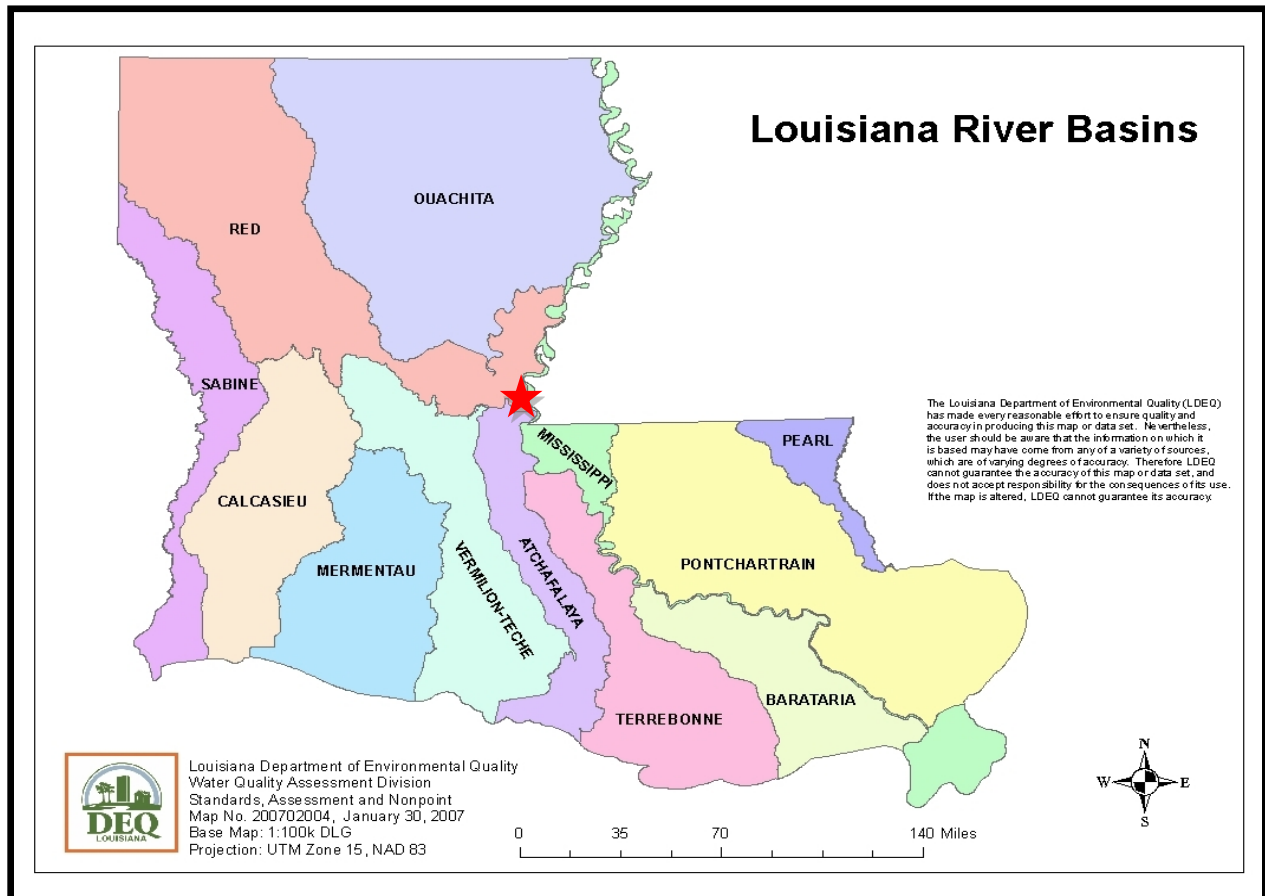 Louisiana River Basins
OUACHITA
RED
SABINE
The Louisiana Department of Environmental Quality (LDEQ)
has made every reasonable effort to ensure quality and
accuracy in producing this map or data set. Nevertheless,
the user should be aware that the information on which it
is based may have come from any of a variety of sources,
which are of varying degrees of accuracy. Therefore LDEQ
cannot guarantee the accuracy of this map or data set, and
does not accept responsibility for the consequences of its use.
If the map is altered, LDEQ cannot guarantee its accuracy.
MISSISSIPPI
PEARL
CALCASIEU
MERMENTAU
VERMILION-TECHE
ATCHAFALAYA
PONTCHARTRAIN
BARATARIA
TERREBONNE
DEQ
LOUISIANA
Louisiana Department of Environmental Quality
Water Quality Assessment Division
Standards, Assessment and Nonpoint
Map No. 200702004, January 30, 2007
Base Map: 1:100k DLG
Projection: UTM Zone 15, NAD 83
0 35 70 140 Miles
N
W E
S